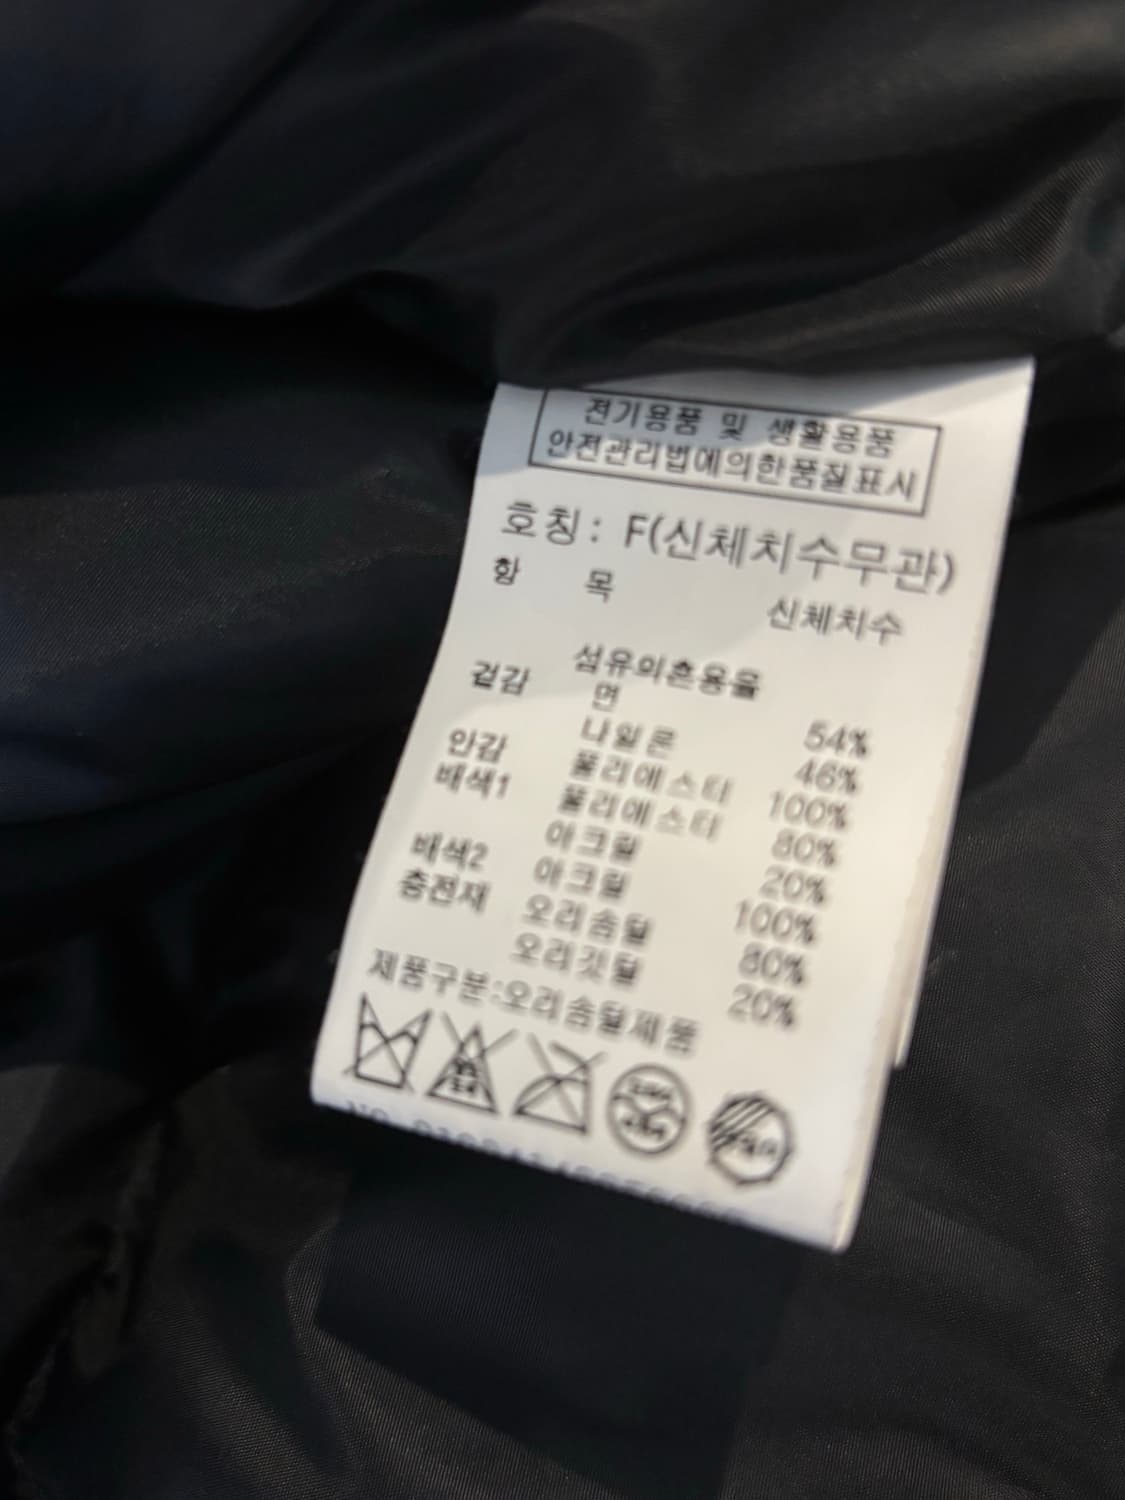 전기용품 및 생활용품
안전관리법에의한품질표시
호칭: F(신체치수무관)
항 목 신체치수
섬유의혼용율
겉감 면 54%
나일론 46%
안감 폴리에스터 100%
배색1 폴리에스터 80%
아크릴 20%
배색2 아크릴 100%
충전재 오리솜털 80%
오리깃털 20%
제품구분:오리솜털제품